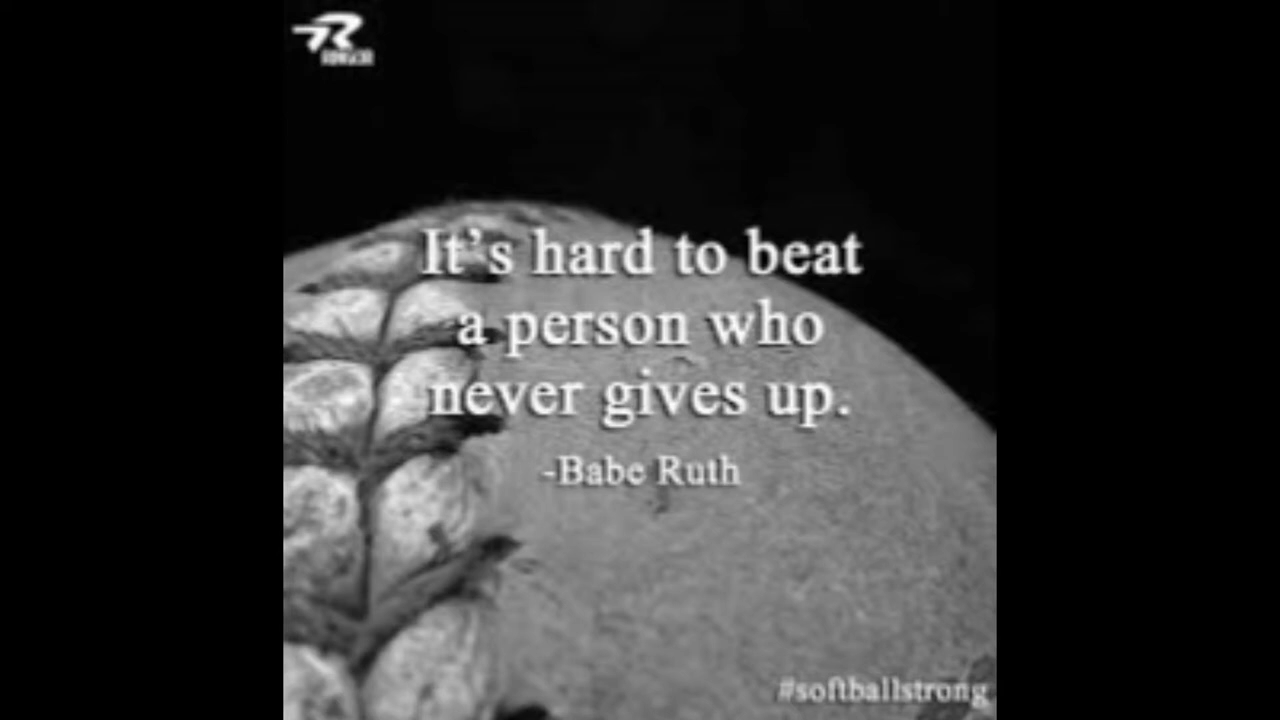 It's hard to beat
a person who
never gives up.
-Babe Ruth
#softballstrong